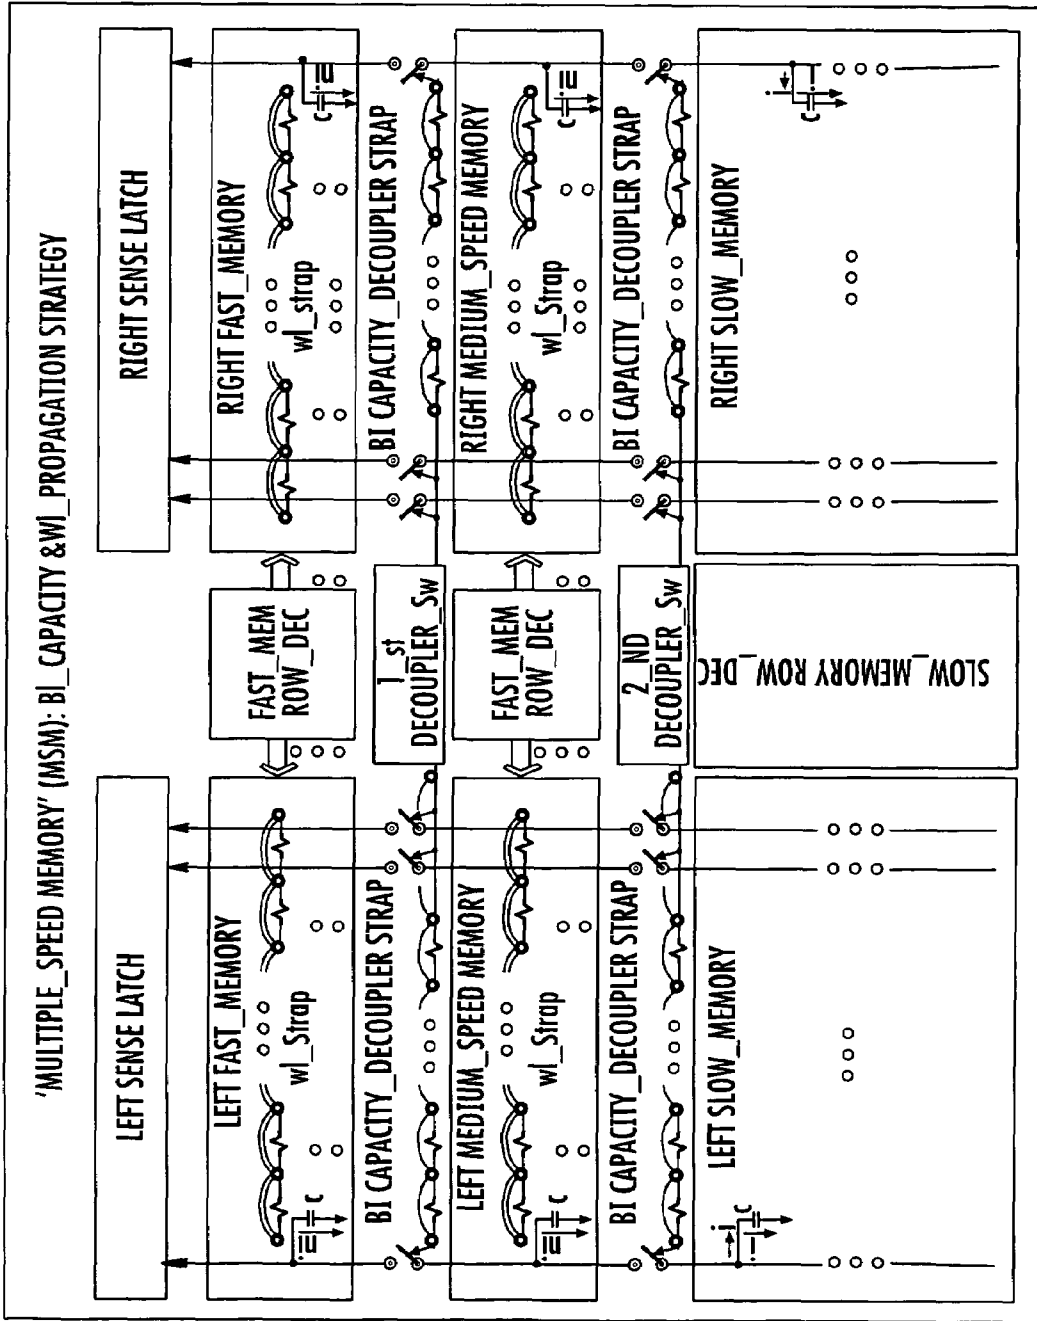 'MULTIPLE_SPEED MEMORY' (MSM): Bl_CAPACITY &Wl_PROPAGATION STRATEGY
LEFT SENSE LATCH
RIGHT SENSE LATCH
LEFT FAST_MEMORY
wl_Strap
C
FAST_MEM
ROW_DEC
RIGHT FAST_MEMORY
wl_strap
C
BI CAPACITY_DECOUPLER STRAP
1_st
DECOUPLER_Sw
BI CAPACITY_DECOUPLER STRAP
LEFT MEDIUM_SPEED MEMORY
wl_Strap
C
FAST_MEM
ROW_DEC
RIGHT MEDIUM_SPEED MEMORY
wl_Strap
C
BI CAPACITY_DECOUPLER STRAP
2_ND
DECOUPLER_Sw
BI CAPACITY_DECOUPLER STRAP
LEFT SLOW_MEMORY
i
i
C
SLOW_MEMORY ROW_DEC
RIGHT SLOW_MEMORY
i
i
C